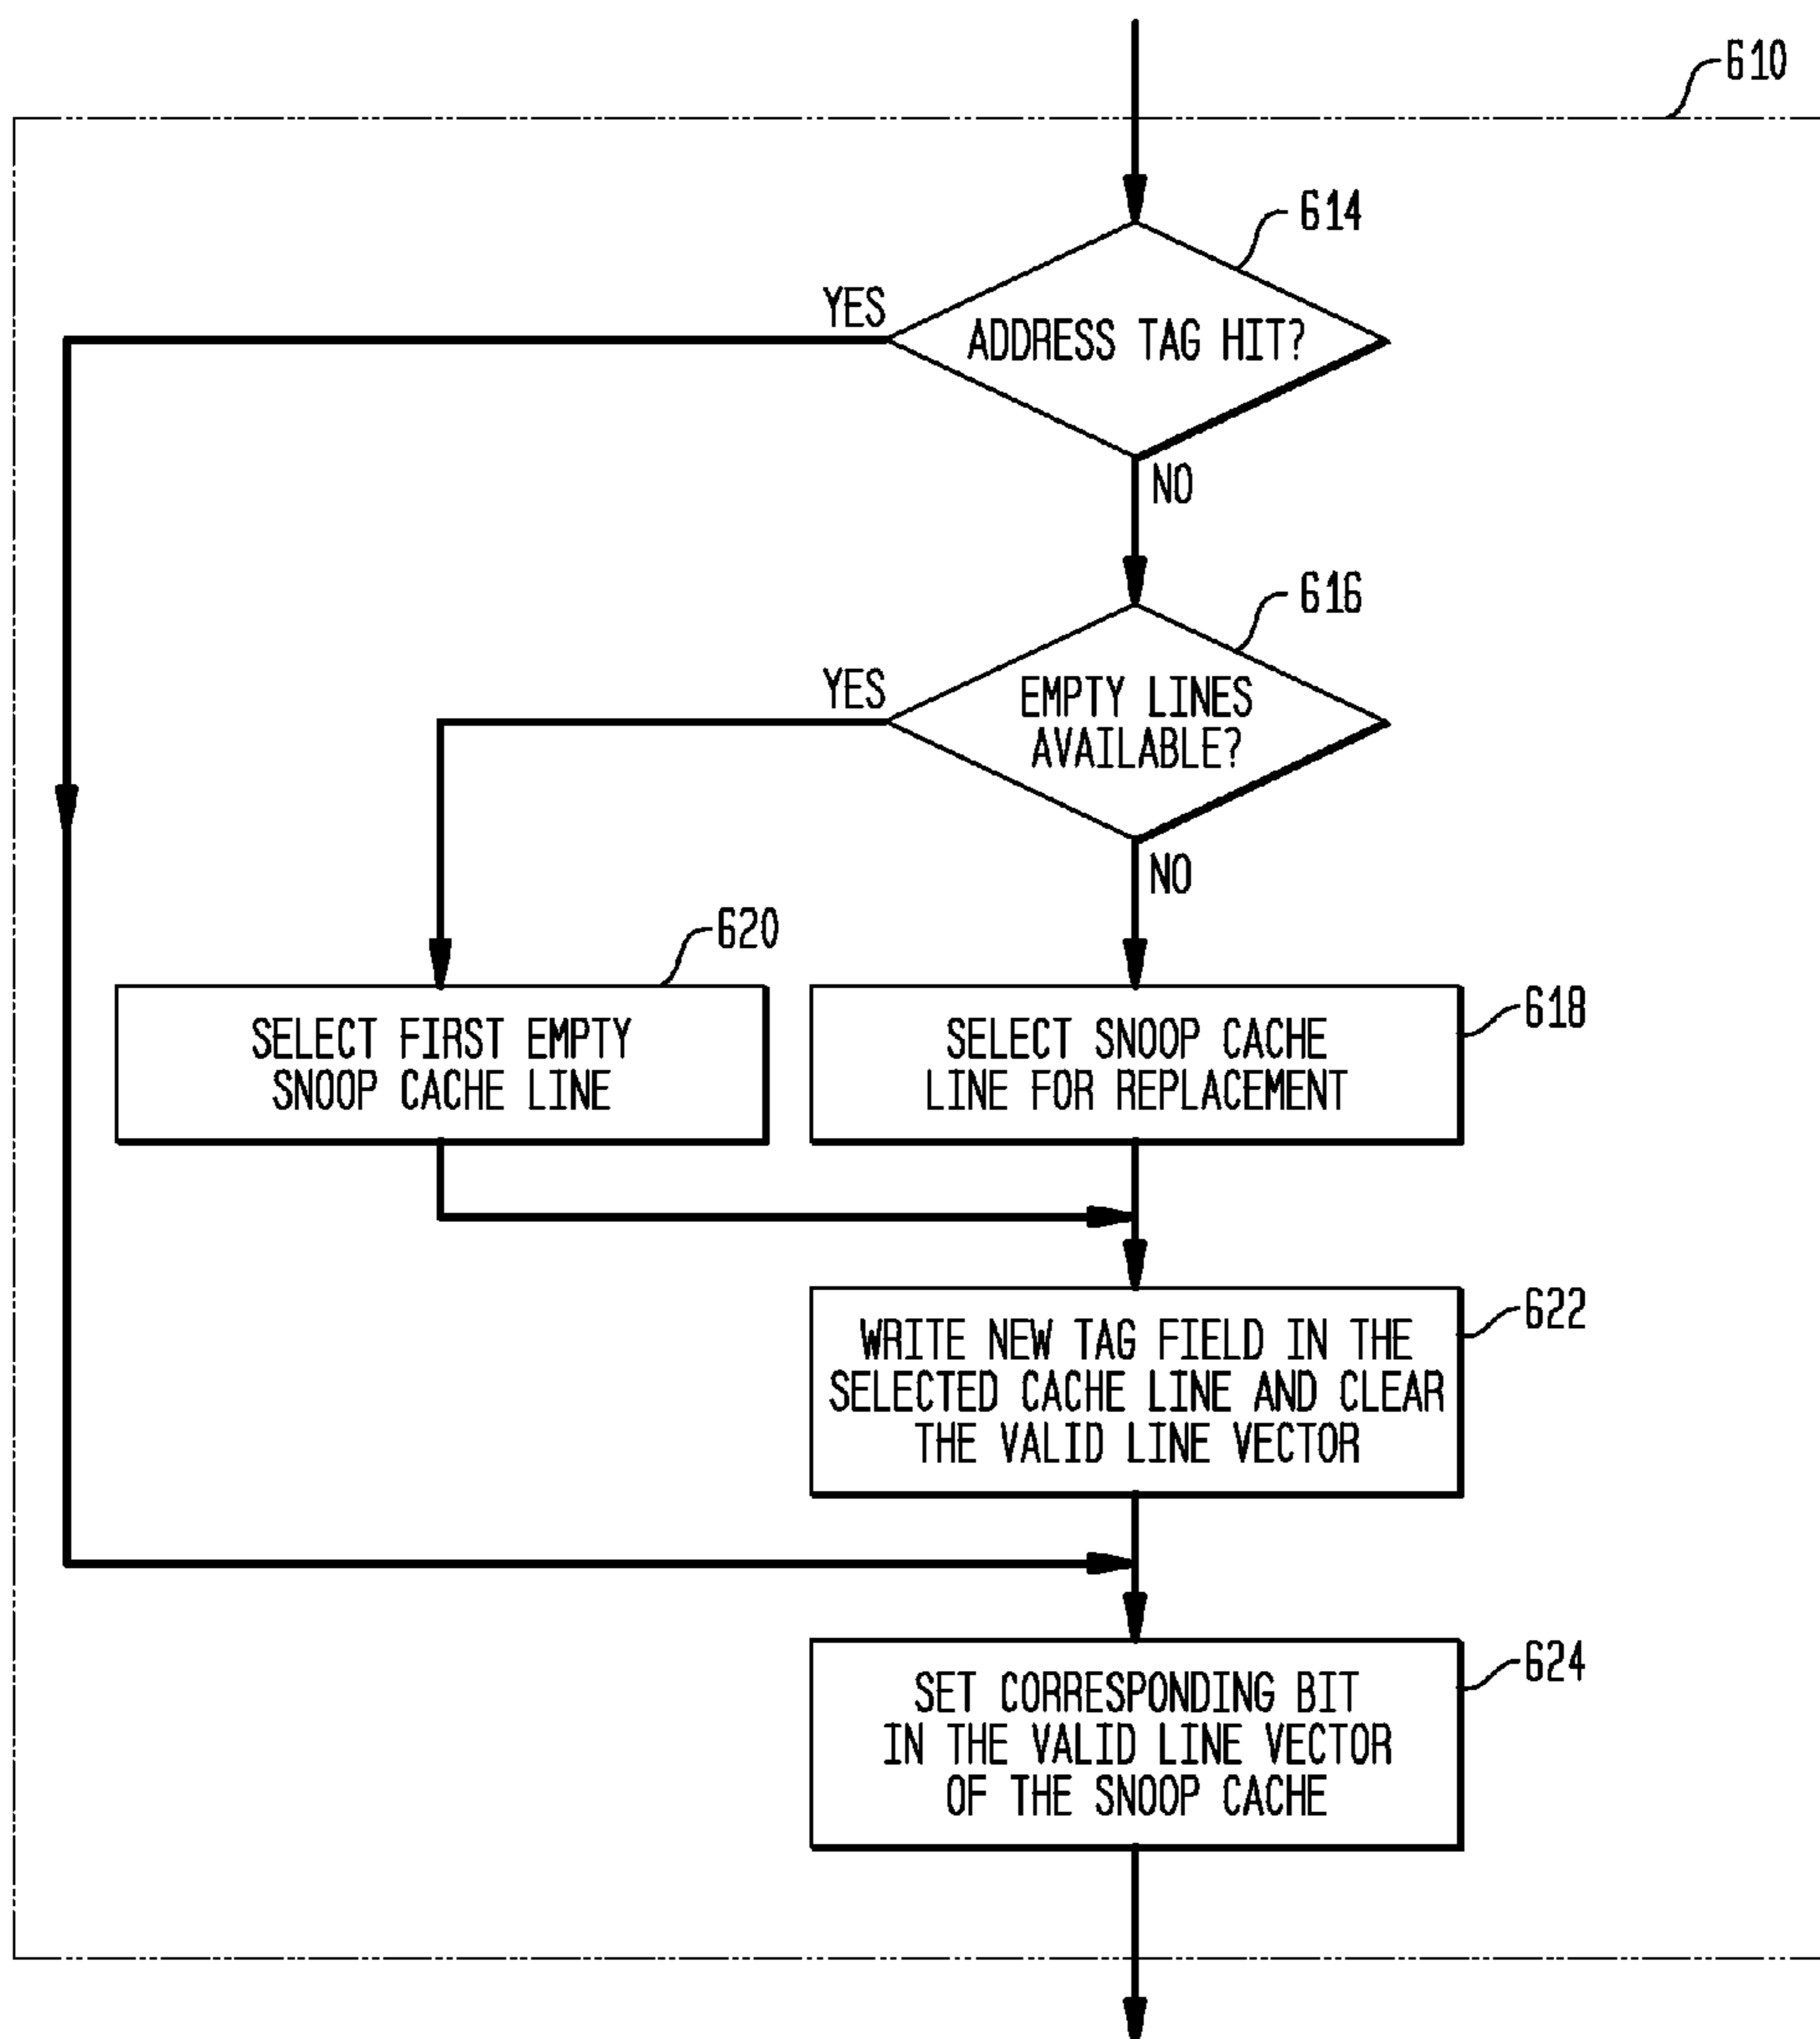 610
614
YES
ADDRESS TAG HIT?
NO
616
YES
EMPTY LINES
AVAILABLE?
NO
620
SELECT FIRST EMPTY
SNOOP CACHE LINE
618
SELECT SNOOP CACHE
LINE FOR REPLACEMENT
622
WRITE NEW TAG FIELD IN THE
SELECTED CACHE LINE AND CLEAR
THE VALID LINE VECTOR
624
SET CORRESPONDING BIT
IN THE VALID LINE VECTOR
OF THE SNOOP CACHE